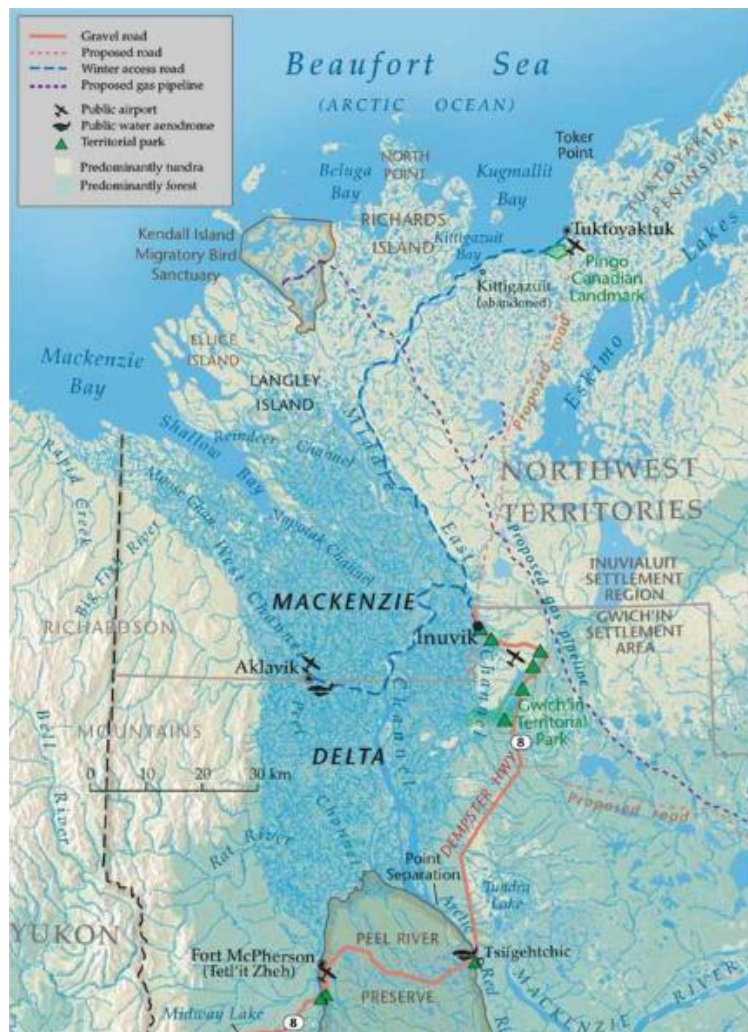 Gravel road
Proposed road
Winter access road
Proposed gas pipeline
Public airport
Public water aerodrome
Territorial park
Predominantly tundra
Predominantly forest
Beaufort Sea
(ARCTIC OCEAN)
Toker
Point
NORTH
POINT
Beluga
Bay
Kugmallit
Bay
TUKTOYAKTUK
PENINSULA
RICHARDS
ISLAND
Kendall Island
Migratory Bird
Sanctuary
Kittigazuit
Bay
Tuktoyaktuk
Lakes
Pingo
Canadian
Landmark
Kittigazuit
(abandoned)
ELLICE
ISLAND
Proposed road
Eskimo
Mackenzie
Bay
LANGLEY
ISLAND
Middle
Shallow
Bay
Reindeer Channel
Rapid Creek
Moose Chan.
NORTHWEST
TERRITORIES
Napoiak Channel
West Channel
East
Proposed gas pipeline
Big Fish River
INUVIALUIT
SETTLEMENT
REGION
MACKENZIE
GWICH'IN
SETTLEMENT
AREA
RICHARDSON
Inuvik
Aklavik
Channel
Channel
Peel
Gwich'in
Territorial
Park
MOUNTAINS
Bell
River
DELTA
8
0 10 20 30 km
DEMPSTER HWY
Proposed road
Channel
Rat River
Point
Separation
Tundra
Lake
Arctic
YUKON
PEEL RIVER
Tsiigehtchic
Fort McPherson
(Tetl'it Zheh)
Red
PRESERVE
MACKENZIE RIVER
Midway Lake
8